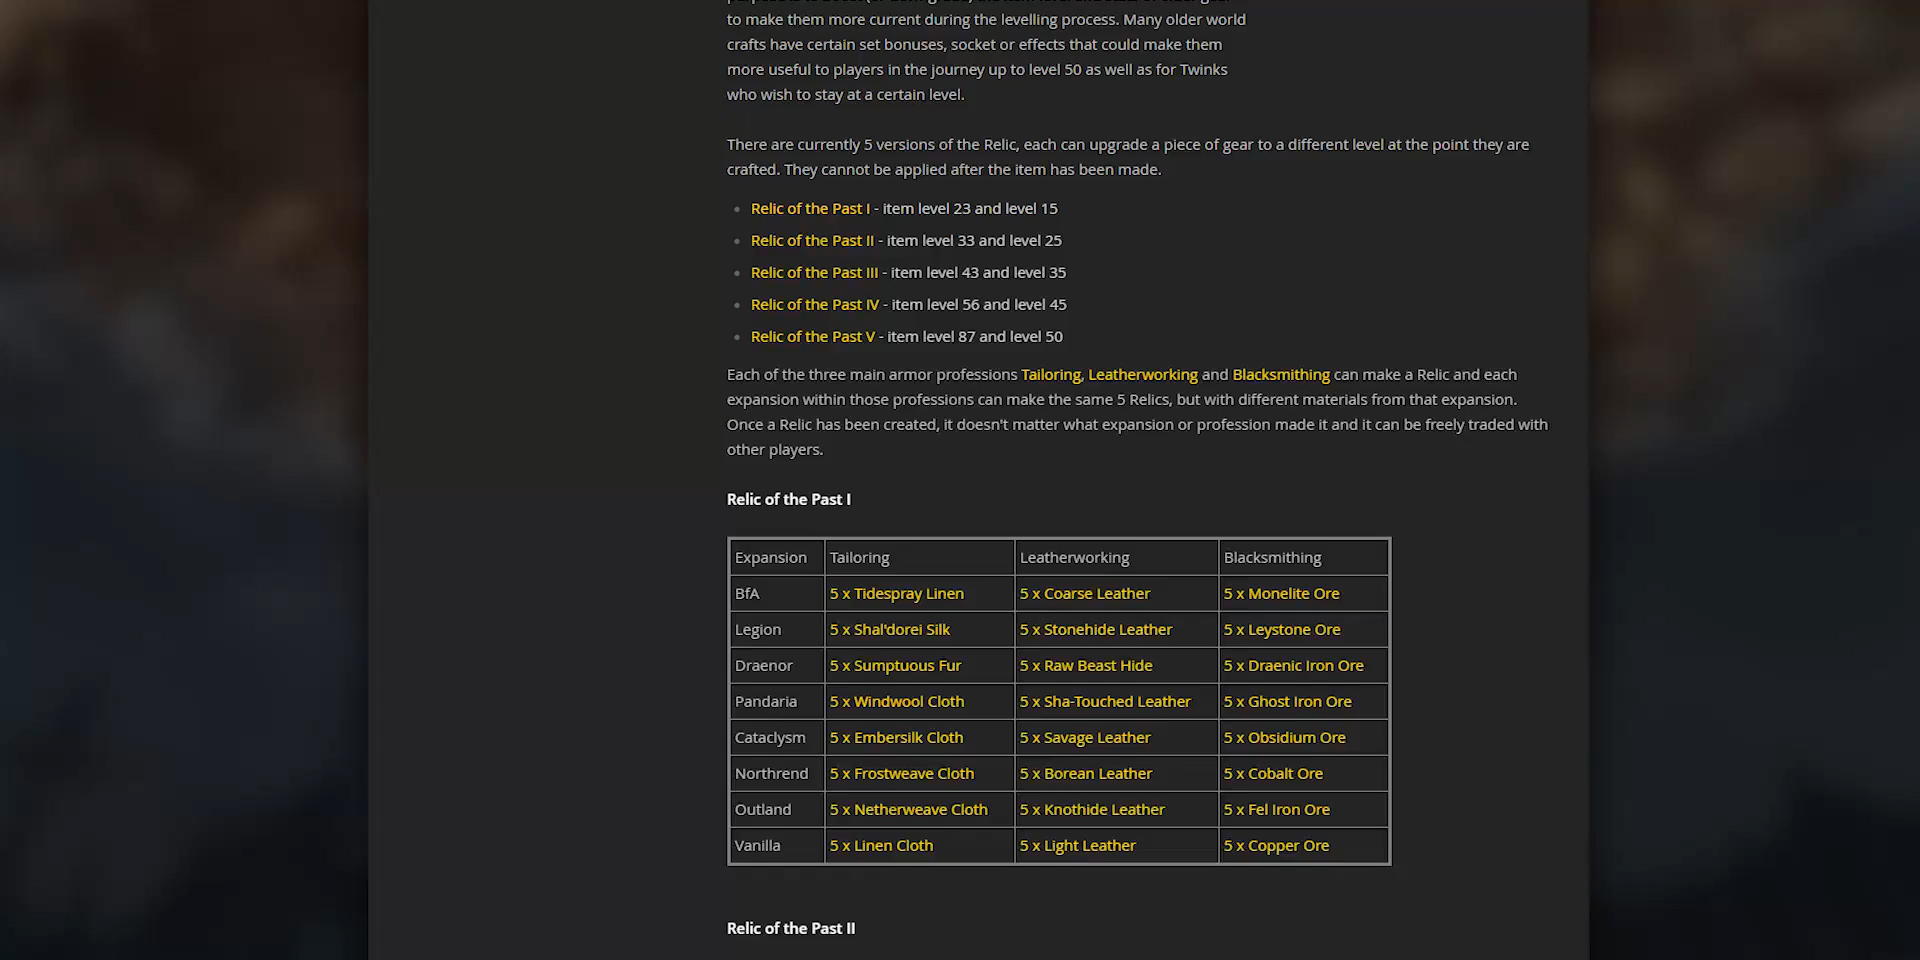 to make them more current during the levelling process. Many older world
crafts have certain set bonuses, socket or effects that could make them
more useful to players in the journey up to level 50 as well as for Twinks
who wish to stay at a certain level.
There are currently 5 versions of the Relic, each can upgrade a piece of gear to a different level at the point they are
crafted. They cannot be applied after the item has been made.
Relic of the Past I - item level 23 and level 15
Relic of the Past II - item level 33 and level 25
Relic of the Past III - item level 43 and level 35
Relic of the Past IV - item level 56 and level 45
Relic of the Past V - item level 87 and level 50
Each of the three main armor professions Tailoring, Leatherworking and Blacksmithing can make a Relic and each
expansion within those professions can make the same 5 Relics, but with different materials from that expansion.
Once a Relic has been created, it doesn't matter what expansion or profession made it and it can be freely traded with
other players.
Relic of the Past I
Expansion Tailoring Leatherworking Blacksmithing
BfA 5 x Tidespray Linen 5 x Coarse Leather 5 x Monelite Ore
Legion 5 x Shal'dorei Silk 5 x Stonehide Leather 5 x Leystone Ore
Draenor 5 x Sumptuous Fur 5 x Raw Beast Hide 5 x Draenic Iron Ore
Pandaria 5 x Windwool Cloth 5 x Sha-Touched Leather 5 x Ghost Iron Ore
Cataclysm 5 x Embersilk Cloth 5 x Savage Leather 5 x Obsidium Ore
Northrend 5 x Frostweave Cloth 5 x Borean Leather 5 x Cobalt Ore
Outland 5 x Netherweave Cloth 5 x Knothide Leather 5 x Fel Iron Ore
Vanilla 5 x Linen Cloth 5 x Light Leather 5 x Copper Ore
Relic of the Past II